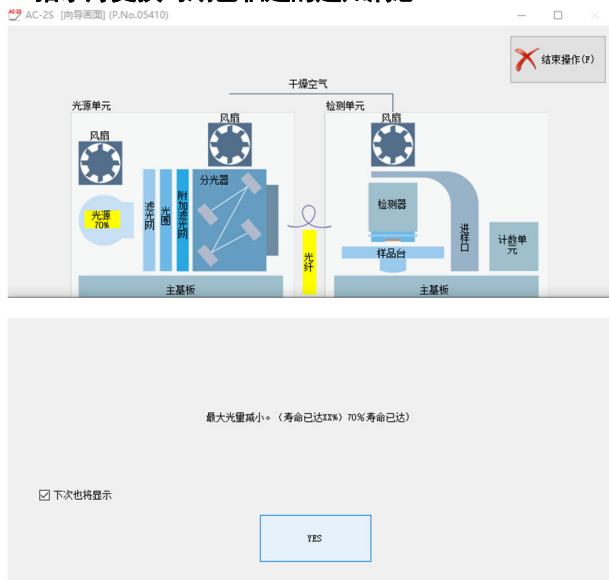 AC-2S [向导画面] (P.No.05410)
结束操作(F)
干燥空气
光源单元
检测单元
风扇
风扇
风扇
分光器
光源
70%
滤光网
光圈
附加滤光网
检测器
进样口
计数单元
样品台
光纤
主基板
主基板
最大光量减小。（寿命已达XX%）70%寿命已达）
下次也将显示
YES